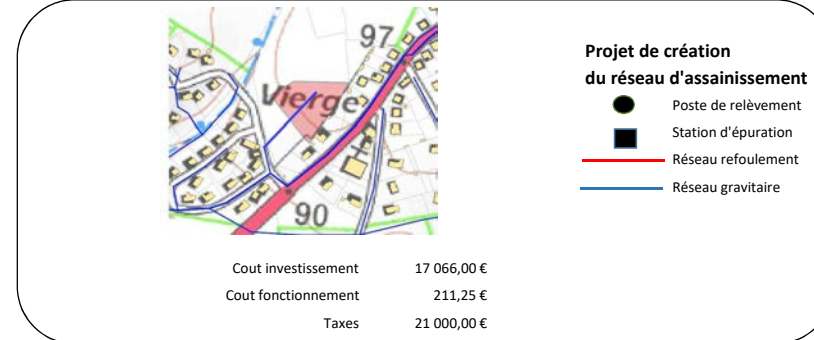 97
Vierge
90
Projet de création
du réseau d'assainissement
Poste de relèvement
Station d'épuration
Réseau refoulement
Réseau gravitaire
Cout investissement 17 066,00 €
Cout fonctionnement 211,25 €
Taxes 21 000,00 €